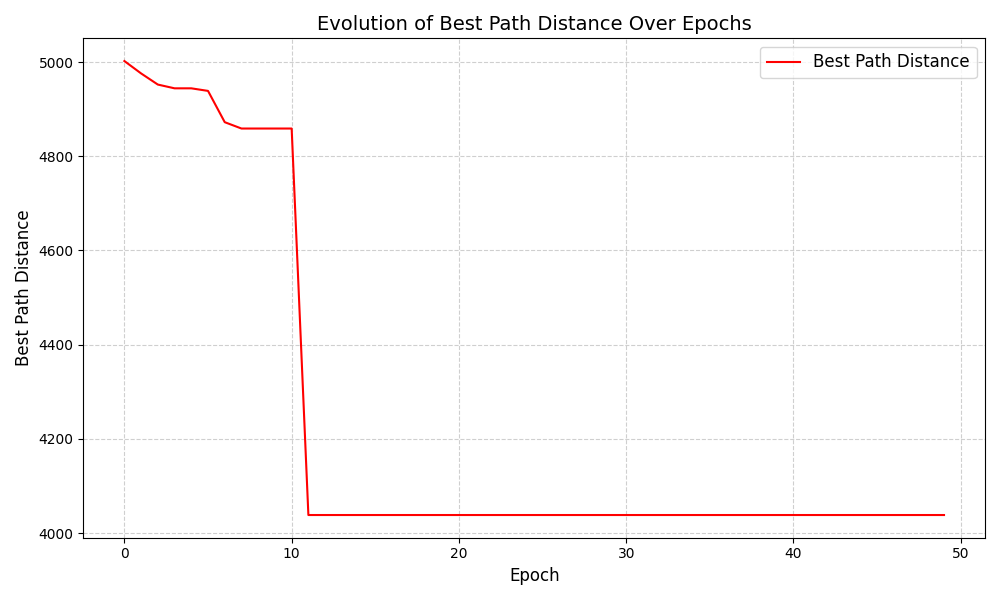 Evolution of Best Path Distance Over Epochs
Best Path Distance
5000
4800
4600
4400
4200
4000
Best Path Distance
0 10 20 30 40 50
Epoch